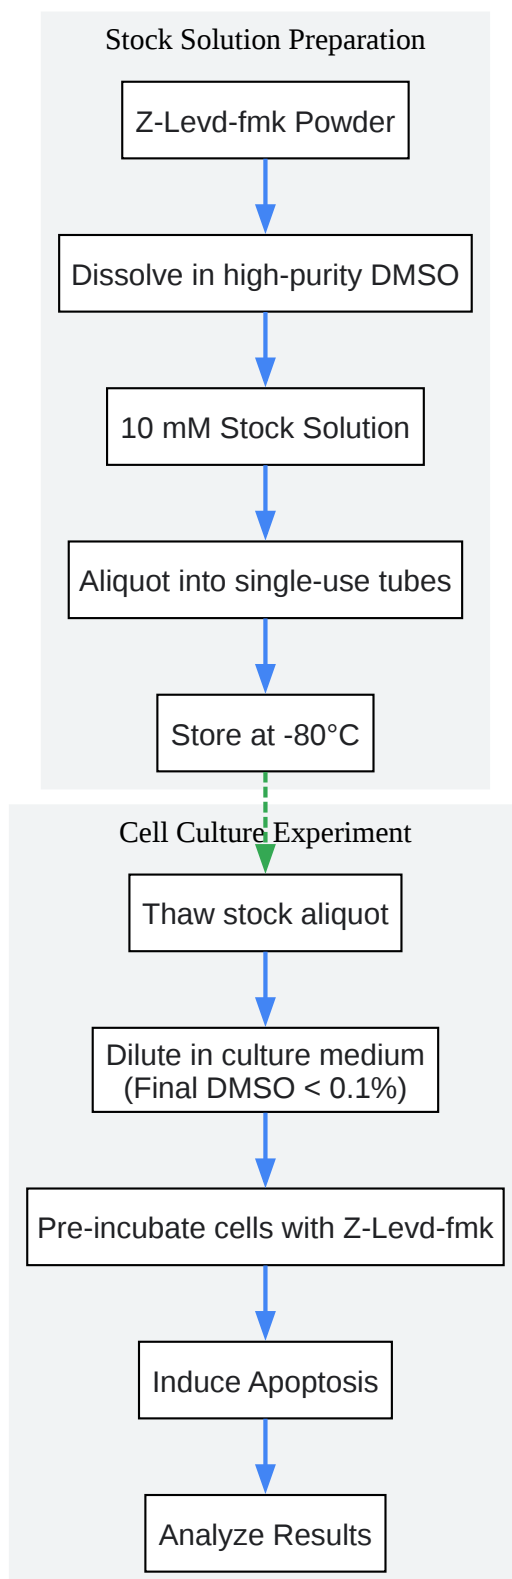 Stock Solution Preparation
Z-Levd-fmk Powder
Dissolve in high-purity DMSO
10 mM Stock Solution
Aliquot into single-use tubes
Store at -80°C
Cell Culture Experiment
Thaw stock aliquot
Dilute in culture medium
(Final DMSO < 0.1%)
Pre-incubate cells with Z-Levd-fmk
Induce Apoptosis
Analyze Results